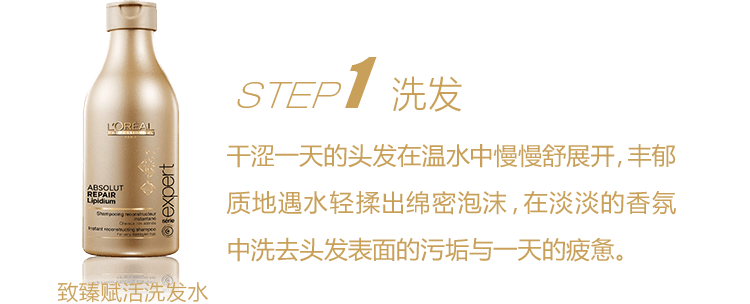 STEP1 洗发
干涩一天的头发在温水中慢慢舒展开,丰郁
质地遇水轻揉出绵密泡沫,在淡淡的香氛
中洗去头发表面的污垢与一天的疲惫。
L'ORÉAL
ABSOLUT
REPAIR
Lipidium
Shampooing reconstructeur
instantané
Instant reconstructing shampoo
série expert
致臻赋活洗发水